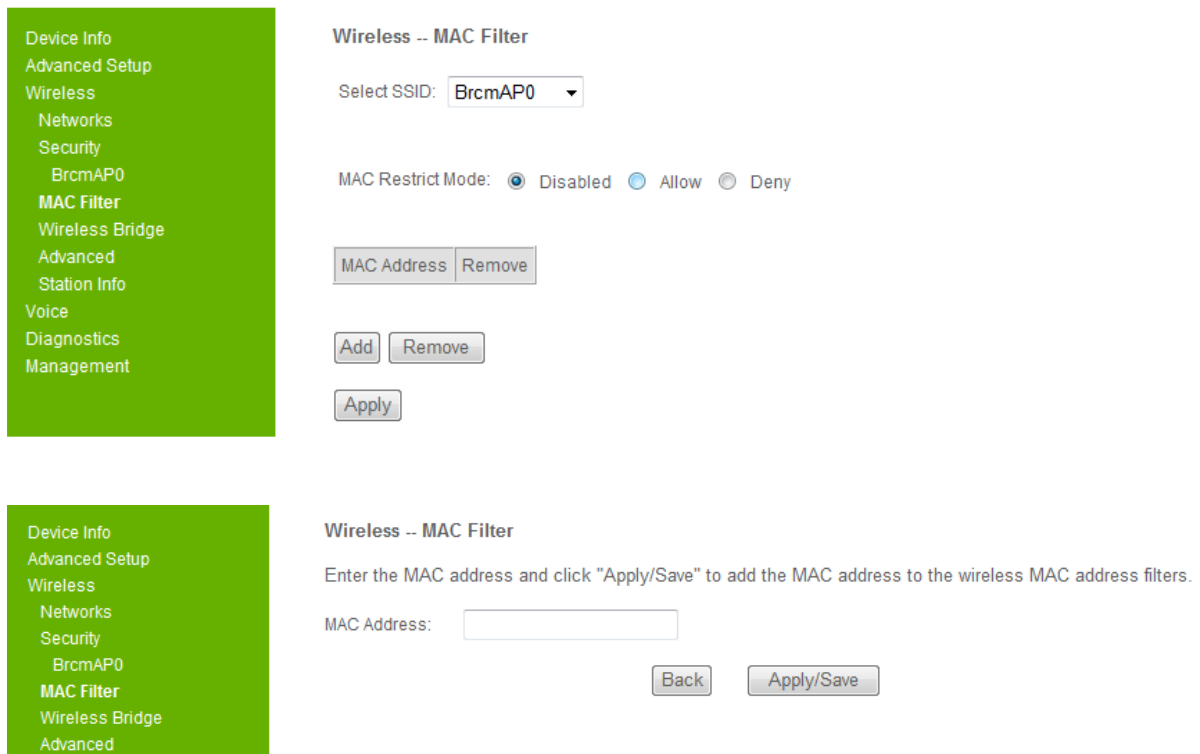 Device Info
Advanced Setup
Wireless
Networks
Security
BrcmAP0
MAC Filter
Wireless Bridge
Advanced
Station Info
Voice
Diagnostics
Management
Wireless -- MAC Filter
Select SSID: BrcmAP0
MAC Restrict Mode: Disabled Allow Deny
MAC Address Remove
Add Remove
Apply
Device Info
Advanced Setup
Wireless
Networks
Security
BrcmAP0
MAC Filter
Wireless Bridge
Advanced
Wireless -- MAC Filter
Enter the MAC address and click "Apply/Save" to add the MAC address to the wireless MAC address filters.
MAC Address:
Back Apply/Save